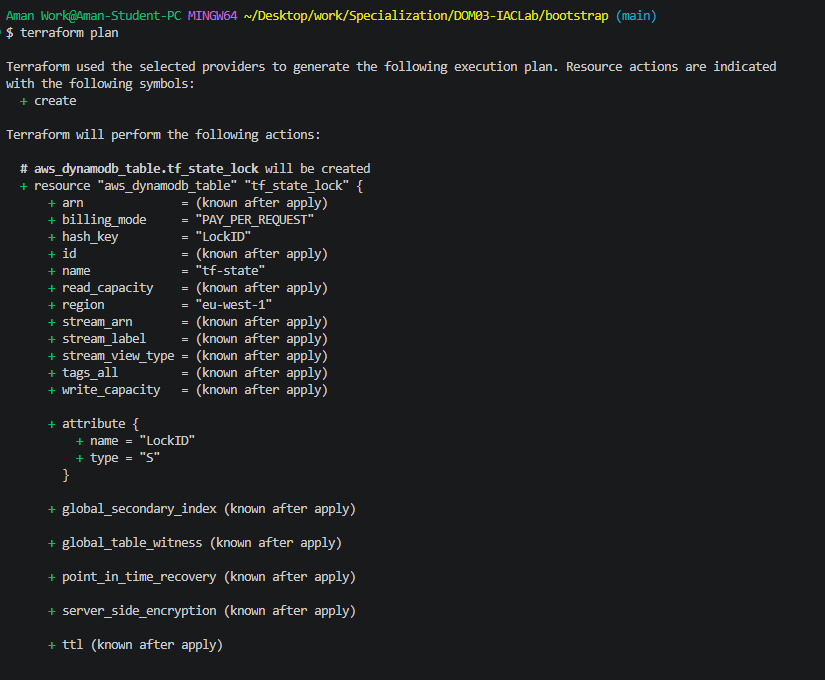 Aman Work@Aman-Student-PC MINGW64 ~/Desktop/work/Specialization/DOM03-IACLab/bootstrap (main)
$ terraform plan

Terraform used the selected providers to generate the following execution plan. Resource actions are indicated
with the following symbols:
  + create

Terraform will perform the following actions:

  # aws_dynamodb_table.tf_state_lock will be created
  + resource "aws_dynamodb_table" "tf_state_lock" {
      + arn              = (known after apply)
      + billing_mode     = "PAY_PER_REQUEST"
      + hash_key         = "LockID"
      + id               = (known after apply)
      + name             = "tf-state"
      + read_capacity    = (known after apply)
      + region           = "eu-west-1"
      + stream_arn       = (known after apply)
      + stream_label     = (known after apply)
      + stream_view_type = (known after apply)
      + tags_all         = (known after apply)
      + write_capacity   = (known after apply)

      + attribute {
          + name = "LockID"
          + type = "S"
        }

      + global_secondary_index (known after apply)

      + global_table_witness (known after apply)

      + point_in_time_recovery (known after apply)

      + server_side_encryption (known after apply)

      + ttl (known after apply)